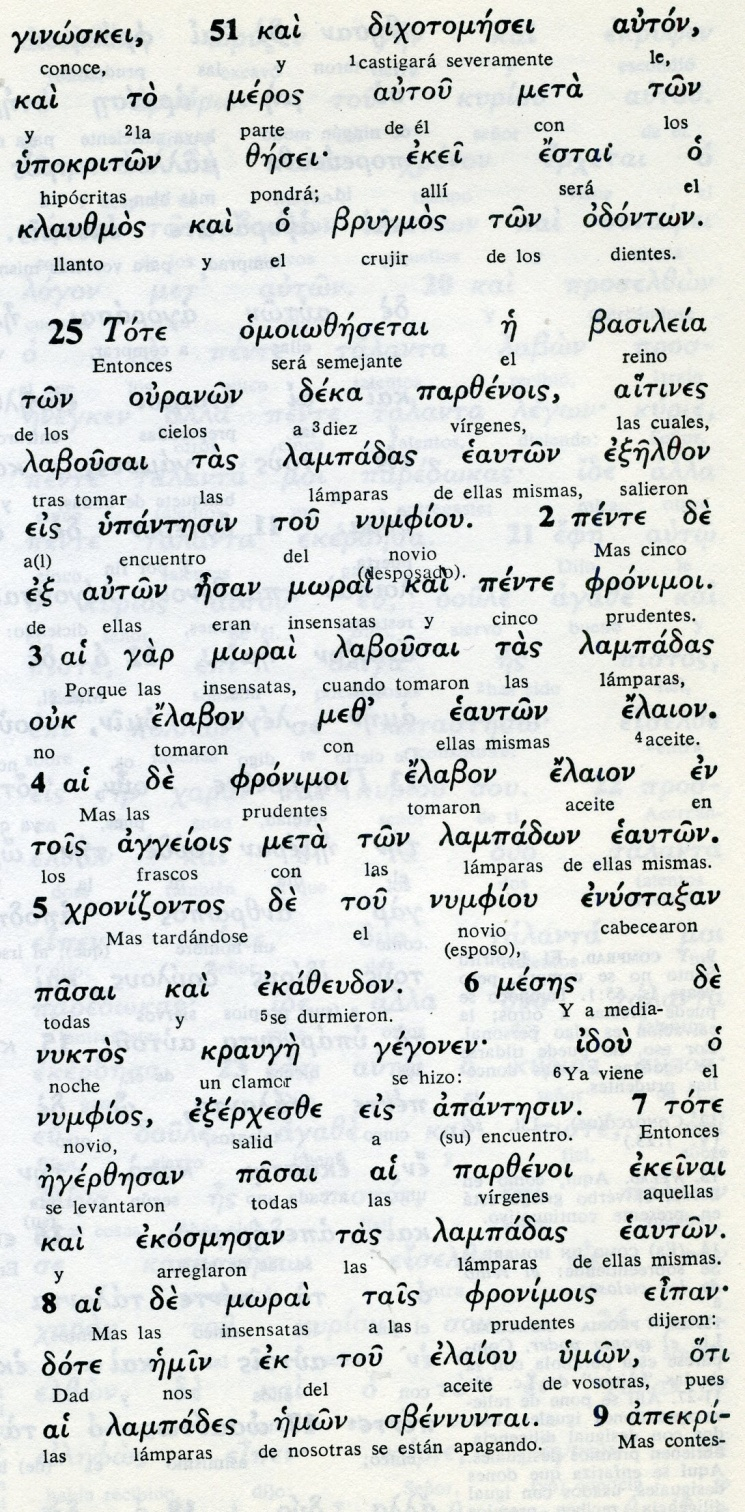 γινώσκει, 51 καὶ διχοτομήσει αὐτόν,
conoce, y 1castigará severamente le,
καὶ τὸ μέρος αὐτοῦ μετὰ τῶν
y 2la parte de él con los
ὑποκριτῶν θήσει· ἐκεῖ ἔσται ὁ
hipócritas pondrá; allí será el
κλαυθμὸς καὶ ὁ βρυγμὸς τῶν ὀδόντων.
llanto y el crujir de los dientes.
25 Τότε ὁμοιωθήσεται ἡ βασιλεία
Entonces será semejante el reino
τῶν οὐρανῶν δέκα παρθένοις, αἵτινες
de los cielos a 3diez vírgenes, las cuales,
λαβοῦσαι τὰς λαμπάδας ἑαυτῶν ἐξῆλθον
tras tomar las lámparas de ellas mismas, salieron
εἰς ὑπάντησιν τοῦ νυμφίου. 2 πέντε δὲ
a(l) encuentro del novio Mas cinco
(desposado).
ἐξ αὐτῶν ἦσαν μωραὶ καὶ πέντε φρόνιμοι.
de ellas eran insensatas y cinco prudentes.
3 αἱ γὰρ μωραὶ λαβοῦσαι τὰς λαμπάδας
Porque las insensatas, cuando tomaron las lámparas,
οὐκ ἔλαβον μεθ’ ἑαυτῶν ἔλαιον.
no tomaron con ellas mismas 4aceite.
4 αἱ δὲ φρόνιμοι ἔλαβον ἔλαιον ἐν
Mas las prudentes tomaron aceite en
τοῖς ἀγγείοις μετὰ τῶν λαμπάδων ἑαυτῶν.
los frascos con las lámparas de ellas mismas.
5 χρονίζοντος δὲ τοῦ νυμφίου ἐνύσταξαν
Mas tardándose el novio cabecearon
(esposo),
πᾶσαι καὶ ἐκάθευδον. 6 μέσης δὲ
todas y 5se durmieron. Y a media-
νυκτὸς κραυγὴ γέγονεν· ἰδοὺ ὁ
noche un clamor se hizo: 6Ya viene el
νυμφίος, ἐξέρχεσθε εἰς ἀπάντησιν. 7 τότε
novio, salid a (su) encuentro. Entonces
ἠγέρθησαν πᾶσαι αἱ παρθένοι ἐκεῖναι
se levantaron todas las vírgenes aquellas
καὶ ἐκόσμησαν τὰς λαμπάδας ἑαυτῶν.
y arreglaron las lámparas de ellas mismas.
8 αἱ δὲ μωραὶ ταῖς φρονίμοις εἶπαν·
Mas las insensatas a las prudentes dijeron:
δότε ἡμῖν ἐκ τοῦ ἐλαίου ὑμῶν, ὅτι
Dad nos del aceite de vosotras, pues
αἱ λαμπάδες ἡμῶν σβέννυνται. 9 ἀπεκρί-
las lámparas de nosotras se están apagando. Mas contes-